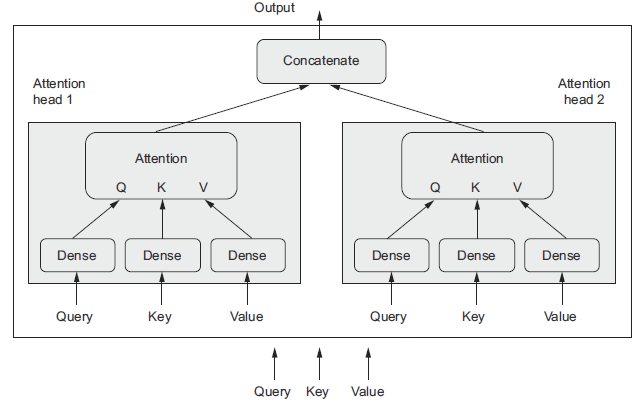 Output
Concatenate
Attention
head 1
Attention
head 2
Attention
Q K V
Attention
Q K V
Dense Dense Dense
Dense Dense Dense
Query Key Value
Query Key Value
Query Key Value